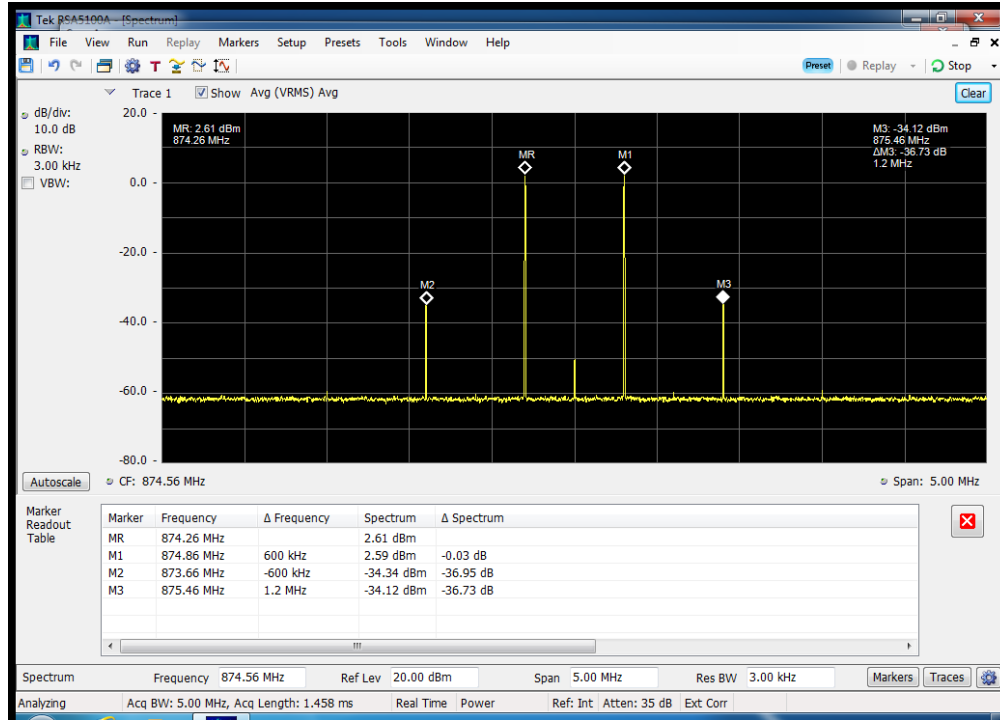 Tek RSA5100A - [Spectrum]
File View Run Replay Markers Setup Presets Tools Window Help
T Preset Replay Stop
Trace 1 Show Avg (VRMS) Avg Clear
dB/div:
10.0 dB
RBW:
3.00 kHz
VBW:
20.0 -
0.0 -
-20.0 -
-40.0 -
-60.0 -
-80.0 -
MR: 2.61 dBm
874.26 MHz
M3: -34.12 dBm
875.46 MHz
ΔM3: -36.73 dB
1.2 MHz
MR M1
M2 M3
Autoscale CF: 874.56 MHz Span: 5.00 MHz
Marker
Readout
Table
Marker Frequency Δ Frequency Spectrum Δ Spectrum
MR 874.26 MHz 2.61 dBm
M1 874.86 MHz 600 kHz 2.59 dBm -0.03 dB
M2 873.66 MHz -600 kHz -34.34 dBm -36.95 dB
M3 875.46 MHz 1.2 MHz -34.12 dBm -36.73 dB
Spectrum Frequency 874.56 MHz Ref Lev 20.00 dBm Span 5.00 MHz Res BW 3.00 kHz Markers Traces
Analyzing Acq BW: 5.00 MHz, Acq Length: 1.458 ms Real Time Power Ref: Int Atten: 35 dB Ext Corr